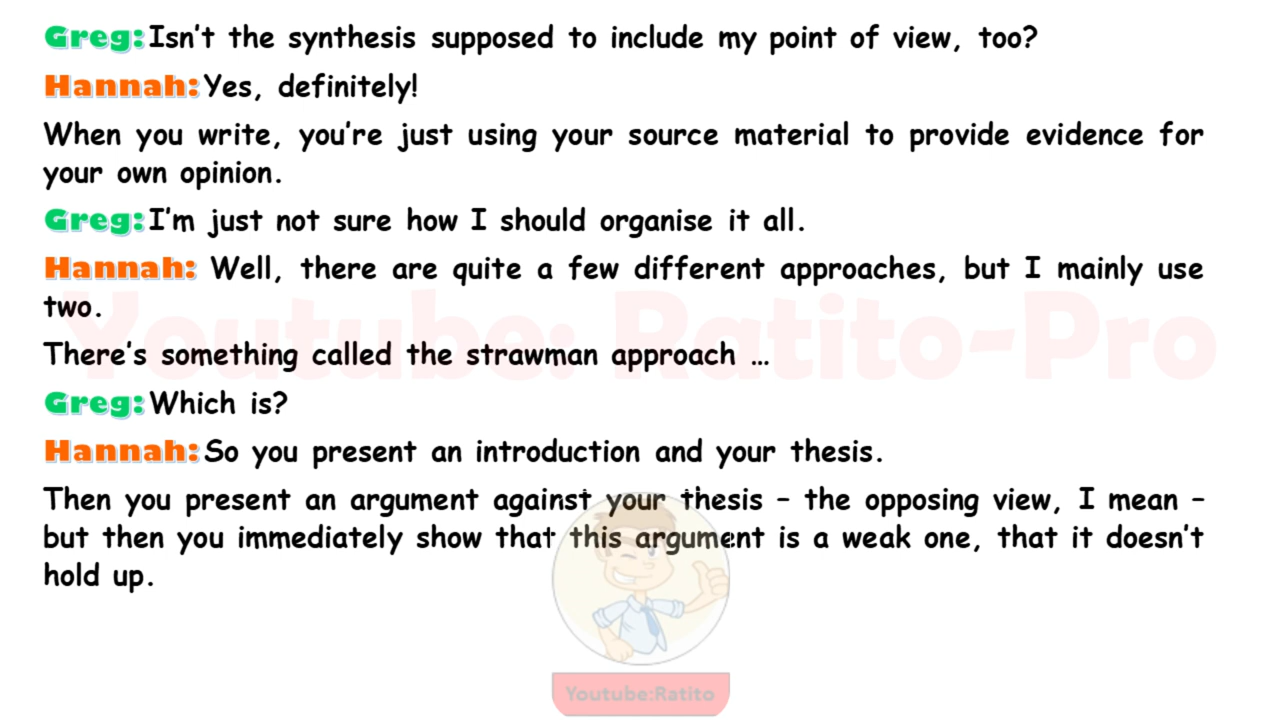 Greg: Isn't the synthesis supposed to include my point of view, too?
Hannah: Yes, definitely!
When you write, you're just using your source material to provide evidence for
your own opinion.
Greg: I'm just not sure how I should organise it all.
Hannah: Well, there are quite a few different approaches, but I mainly use
two.
Youtube: Ratito-Pro
There's something called the strawman approach …
Greg: Which is?
Hannah: So you present an introduction and your thesis.
Then you present an argument against your thesis – the opposing view, I mean –
but then you immediately show that this argument is a weak one, that it doesn't
hold up.
Youtube:Ratito